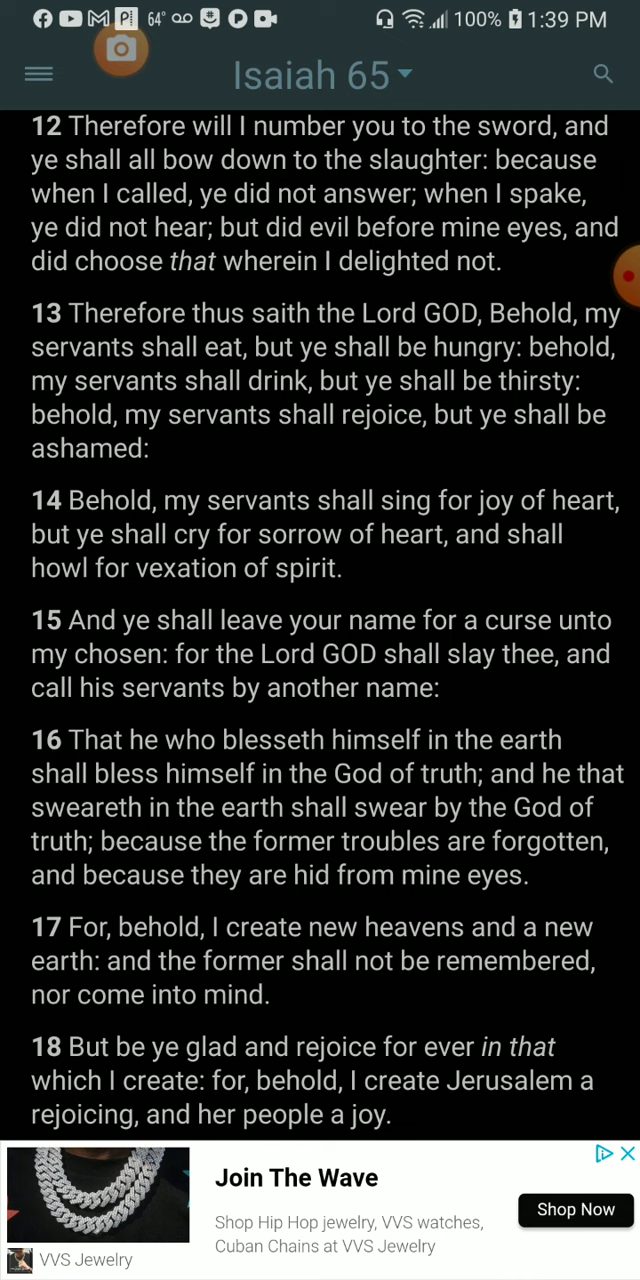 64° 100% 1:39 PM
Isaiah 65
12 Therefore will I number you to the sword, and
ye shall all bow down to the slaughter: because
when I called, ye did not answer; when I spake,
ye did not hear; but did evil before mine eyes, and
did choose that wherein I delighted not.
13 Therefore thus saith the Lord GOD, Behold, my
servants shall eat, but ye shall be hungry: behold,
my servants shall drink, but ye shall be thirsty:
behold, my servants shall rejoice, but ye shall be
ashamed:
14 Behold, my servants shall sing for joy of heart,
but ye shall cry for sorrow of heart, and shall
howl for vexation of spirit.
15 And ye shall leave your name for a curse unto
my chosen: for the Lord GOD shall slay thee, and
call his servants by another name:
16 That he who blesseth himself in the earth
shall bless himself in the God of truth; and he that
sweareth in the earth shall swear by the God of
truth; because the former troubles are forgotten,
and because they are hid from mine eyes.
17 For, behold, I create new heavens and a new
earth: and the former shall not be remembered,
nor come into mind.
18 But be ye glad and rejoice for ever in that
which I create: for, behold, I create Jerusalem a
rejoicing, and her people a joy.
Join The Wave
Shop Hip Hop jewelry, VVS watches,
Cuban Chains at VVS Jewelry
Shop Now
VVS Jewelry